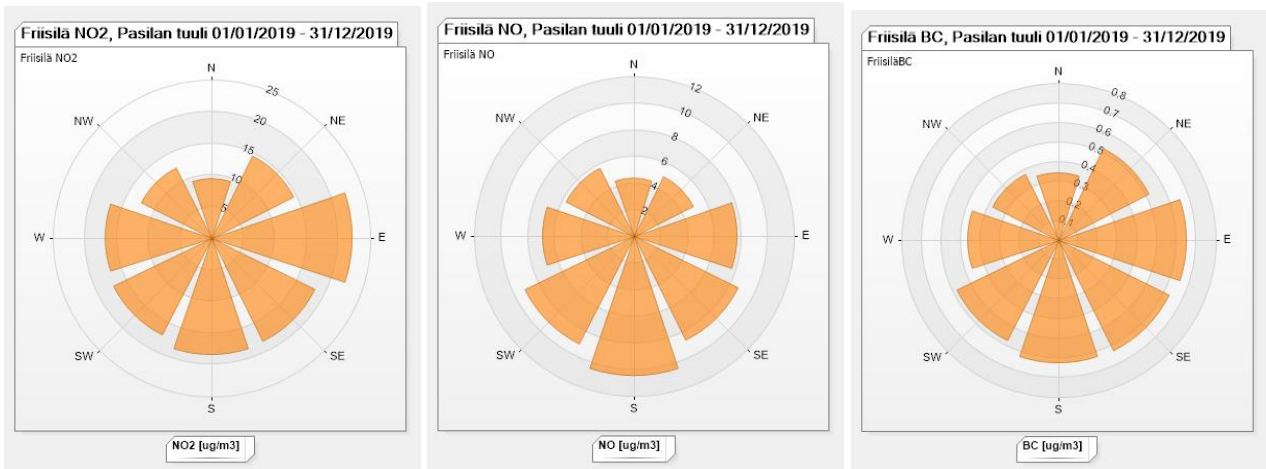 Friisilä NO2, Pasilan tuuli 01/01/2019 - 31/12/2019
Friisilä NO2
N
NE
E
SE
S
SW
W
NW
25
20
15
10
5
NO2 [ug/m3]
Friisilä NO, Pasilan tuuli 01/01/2019 - 31/12/2019
Friisilä NO
N
NE
E
SE
S
SW
W
NW
12
10
8
6
4
2
NO [ug/m3]
Friisilä BC, Pasilan tuuli 01/01/2019 - 31/12/2019
FriisiläBC
N
NE
E
SE
S
SW
W
NW
0.8
0.7
0.6
0.5
0.4
0.3
0.2
0.1
BC [ug/m3]